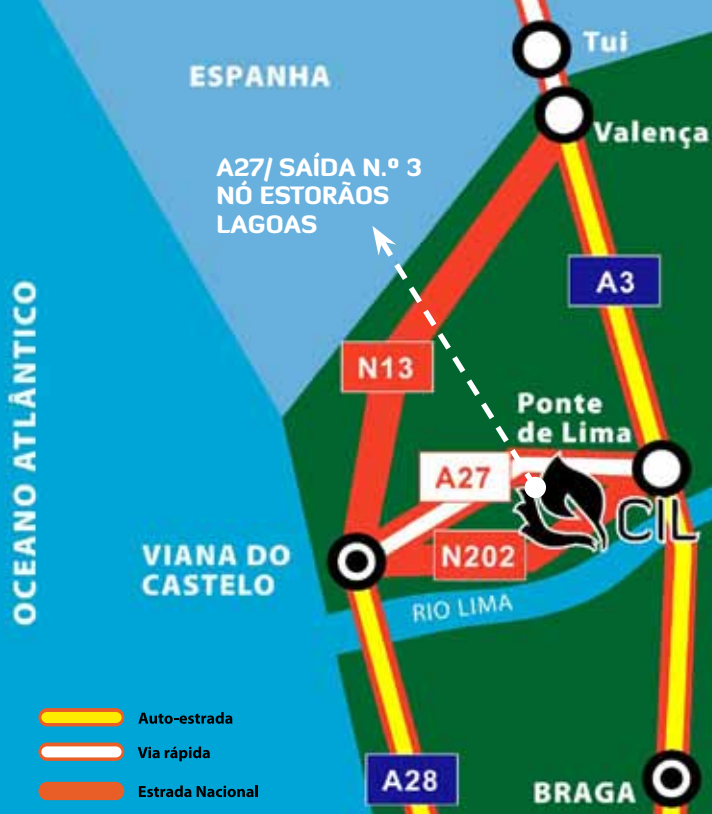 Tui
ESPANHA
Valença
A27/ SAÍDA N.º 3
NÓ ESTORÃOS
LAGOAS
A3
OCEANO ATLÂNTICO
N13
Ponte
de Lima
A27
CIL
N202
VIANA DO
CASTELO
RIO LIMA
Auto-estrada
Via rápida
Estrada Nacional
A28
BRAGA